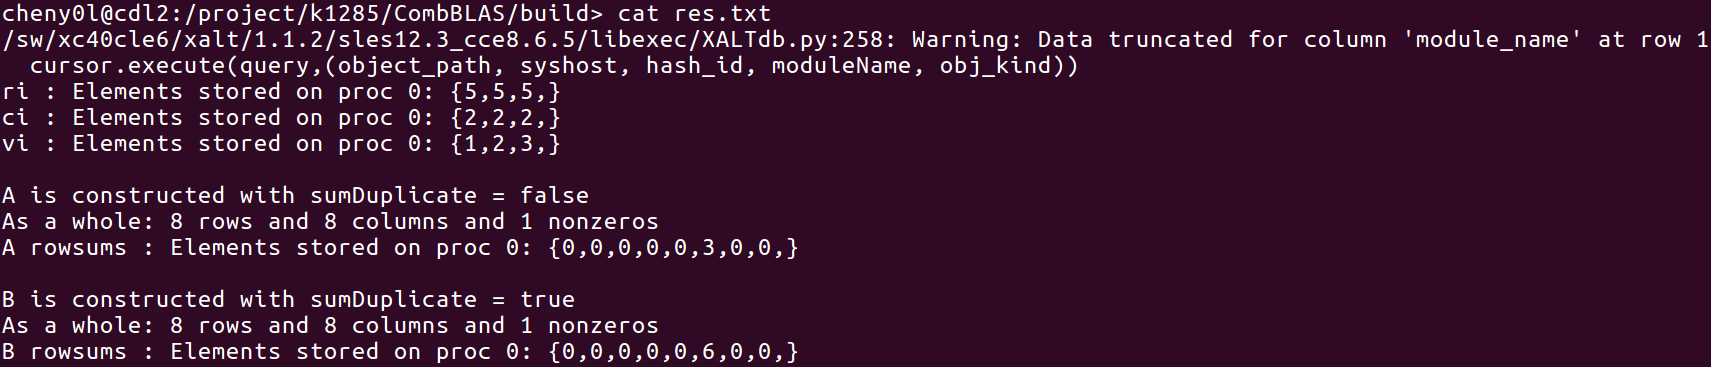 cheny0l@cdl2:/project/k1285/CombBLAS/build> cat res.txt
/sw/xc40cle6/xalt/1.1.2/sles12.3_cce8.6.5/libexec/XALTdb.py:258: Warning: Data truncated for column 'module_name' at row 1
  cursor.execute(query,(object_path, syshost, hash_id, moduleName, obj_kind))
ri : Elements stored on proc 0: {5,5,5,}
ci : Elements stored on proc 0: {2,2,2,}
vi : Elements stored on proc 0: {1,2,3,}

A is constructed with sumDuplicate = false
As a whole: 8 rows and 8 columns and 1 nonzeros
A rowsums : Elements stored on proc 0: {0,0,0,0,0,3,0,0,}

B is constructed with sumDuplicate = true
As a whole: 8 rows and 8 columns and 1 nonzeros
B rowsums : Elements stored on proc 0: {0,0,0,0,0,6,0,0,}